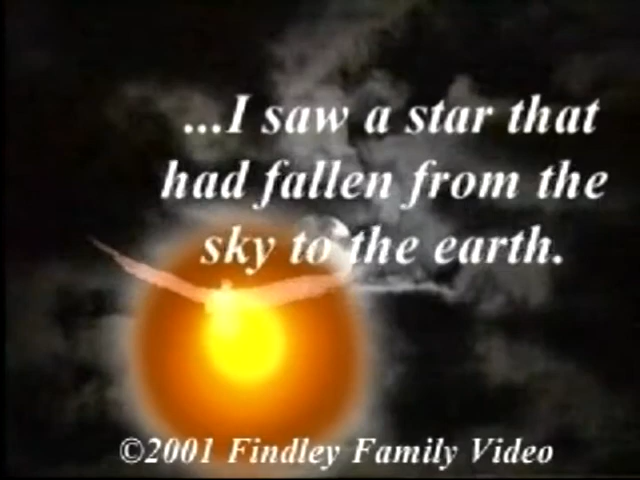 ...I saw a star that
had fallen from the
sky to the earth.
©2001 Findley Family Video